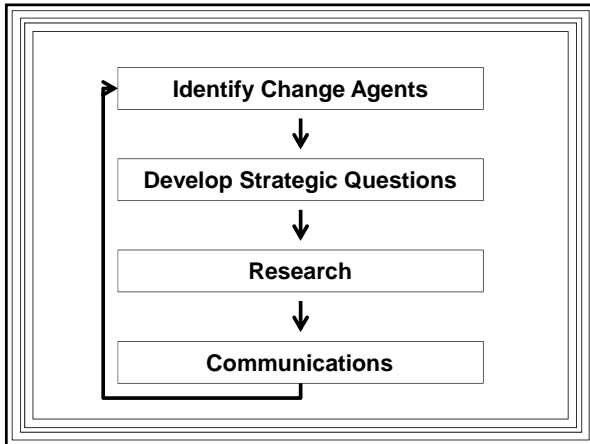 Identify Change Agents
Develop Strategic Questions
Research
Communications